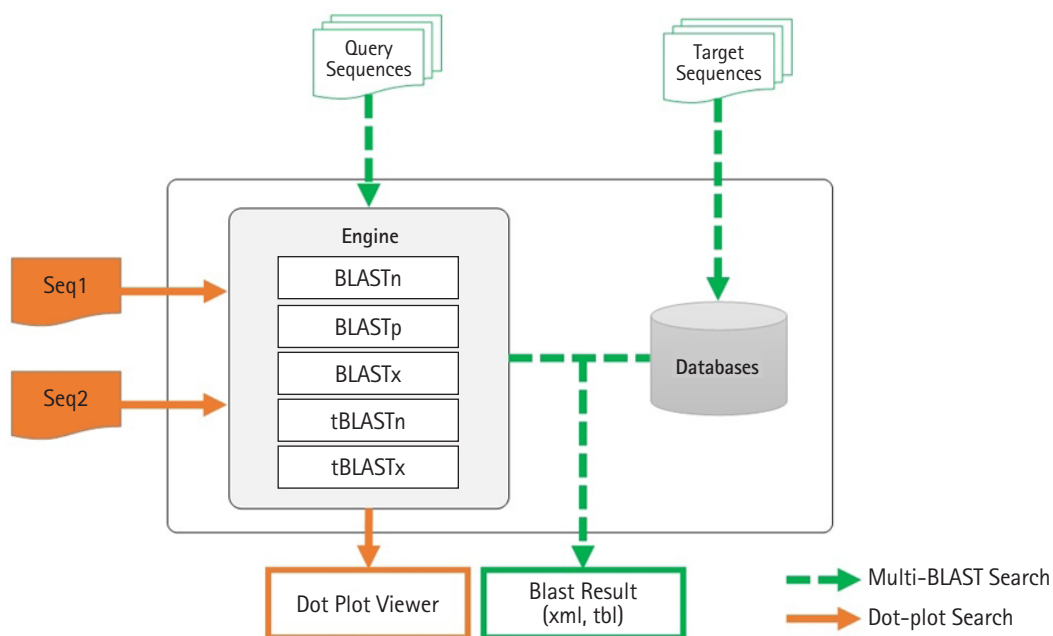 Query
Sequences
Target
Sequences
Engine
BLASTn
BLASTp
BLASTx
tBLASTn
tBLASTx
Seq1
Seq2
Databases
Dot Plot Viewer
Blast Result
(xml, tbl)
Multi-BLAST Search
Dot-plot Search